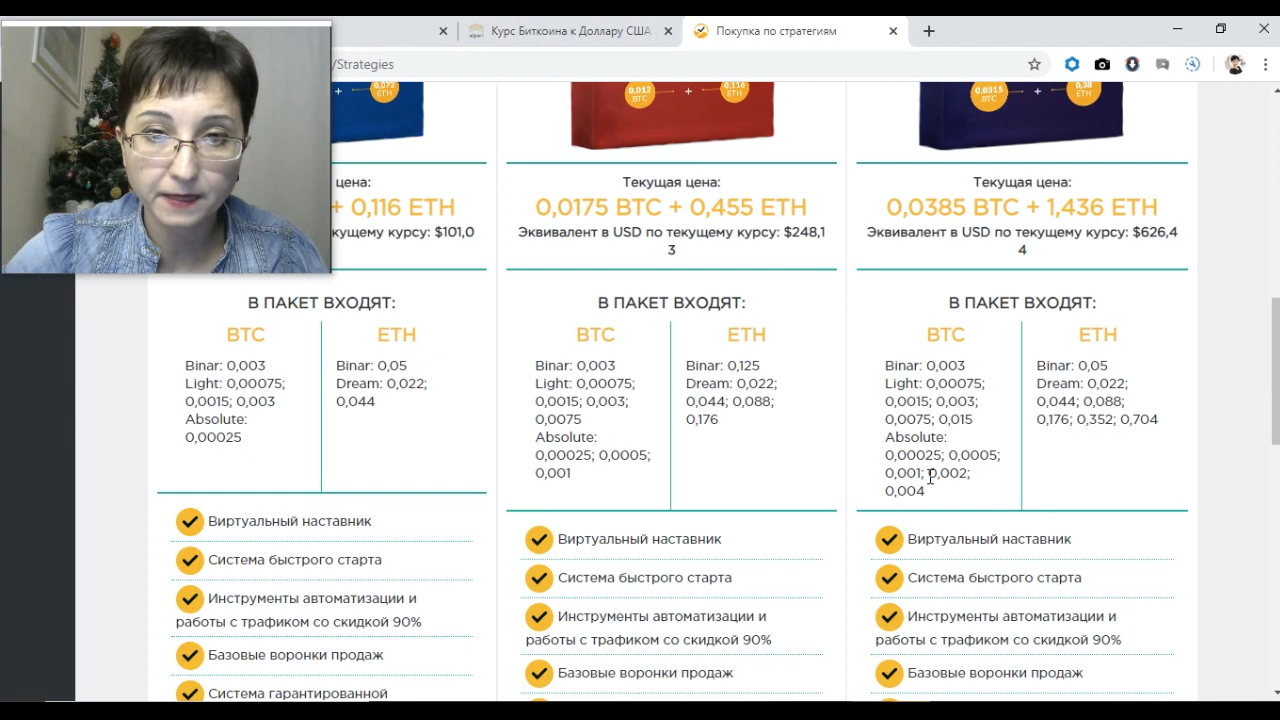 Курс Биткоина к Доллару США
Покупка по стратегиям
/Strategies
0,072
ETH
0,012
BTC
+
0,116
ETH
0,0315
BTC
+
0,38
ETH
цена:
+ 0,116 ETH
кущему курсу: $101,0
Текущая цена:
0,0175 BTC + 0,455 ETH
Эквивалент в USD по текущему курсу: $248,1
3
Текущая цена:
0,0385 BTC + 1,436 ETH
Эквивалент в USD по текущему курсу: $626,4
4
В ПАКЕТ ВХОДЯТ:
BTC
Binar: 0,003
Light: 0,00075;
0,0015; 0,003
Absolute:
0,00025
ETH
Binar: 0,05
Dream: 0,022;
0,044
Виртуальный наставник
Система быстрого старта
Инструменты автоматизации и
работы с трафиком со скидкой 90%
Базовые воронки продаж
Система гарантированной
В ПАКЕТ ВХОДЯТ:
BTC
Binar: 0,003
Light: 0,00075;
0,0015; 0,003;
0,0075
Absolute:
0,00025; 0,0005;
0,001
ETH
Binar: 0,125
Dream: 0,022;
0,044; 0,088;
0,176
Виртуальный наставник
Система быстрого старта
Инструменты автоматизации и
работы с трафиком со скидкой 90%
Базовые воронки продаж
В ПАКЕТ ВХОДЯТ:
BTC
Binar: 0,003
Light: 0,00075;
0,0015; 0,003;
0,0075; 0,015
Absolute:
0,00025; 0,0005;
0,001; 0,002;
0,004
ETH
Binar: 0,05
Dream: 0,022;
0,044; 0,088;
0,176; 0,352; 0,704
Виртуальный наставник
Система быстрого старта
Инструменты автоматизации и
работы с трафиком со скидкой 90%
Базовые воронки продаж